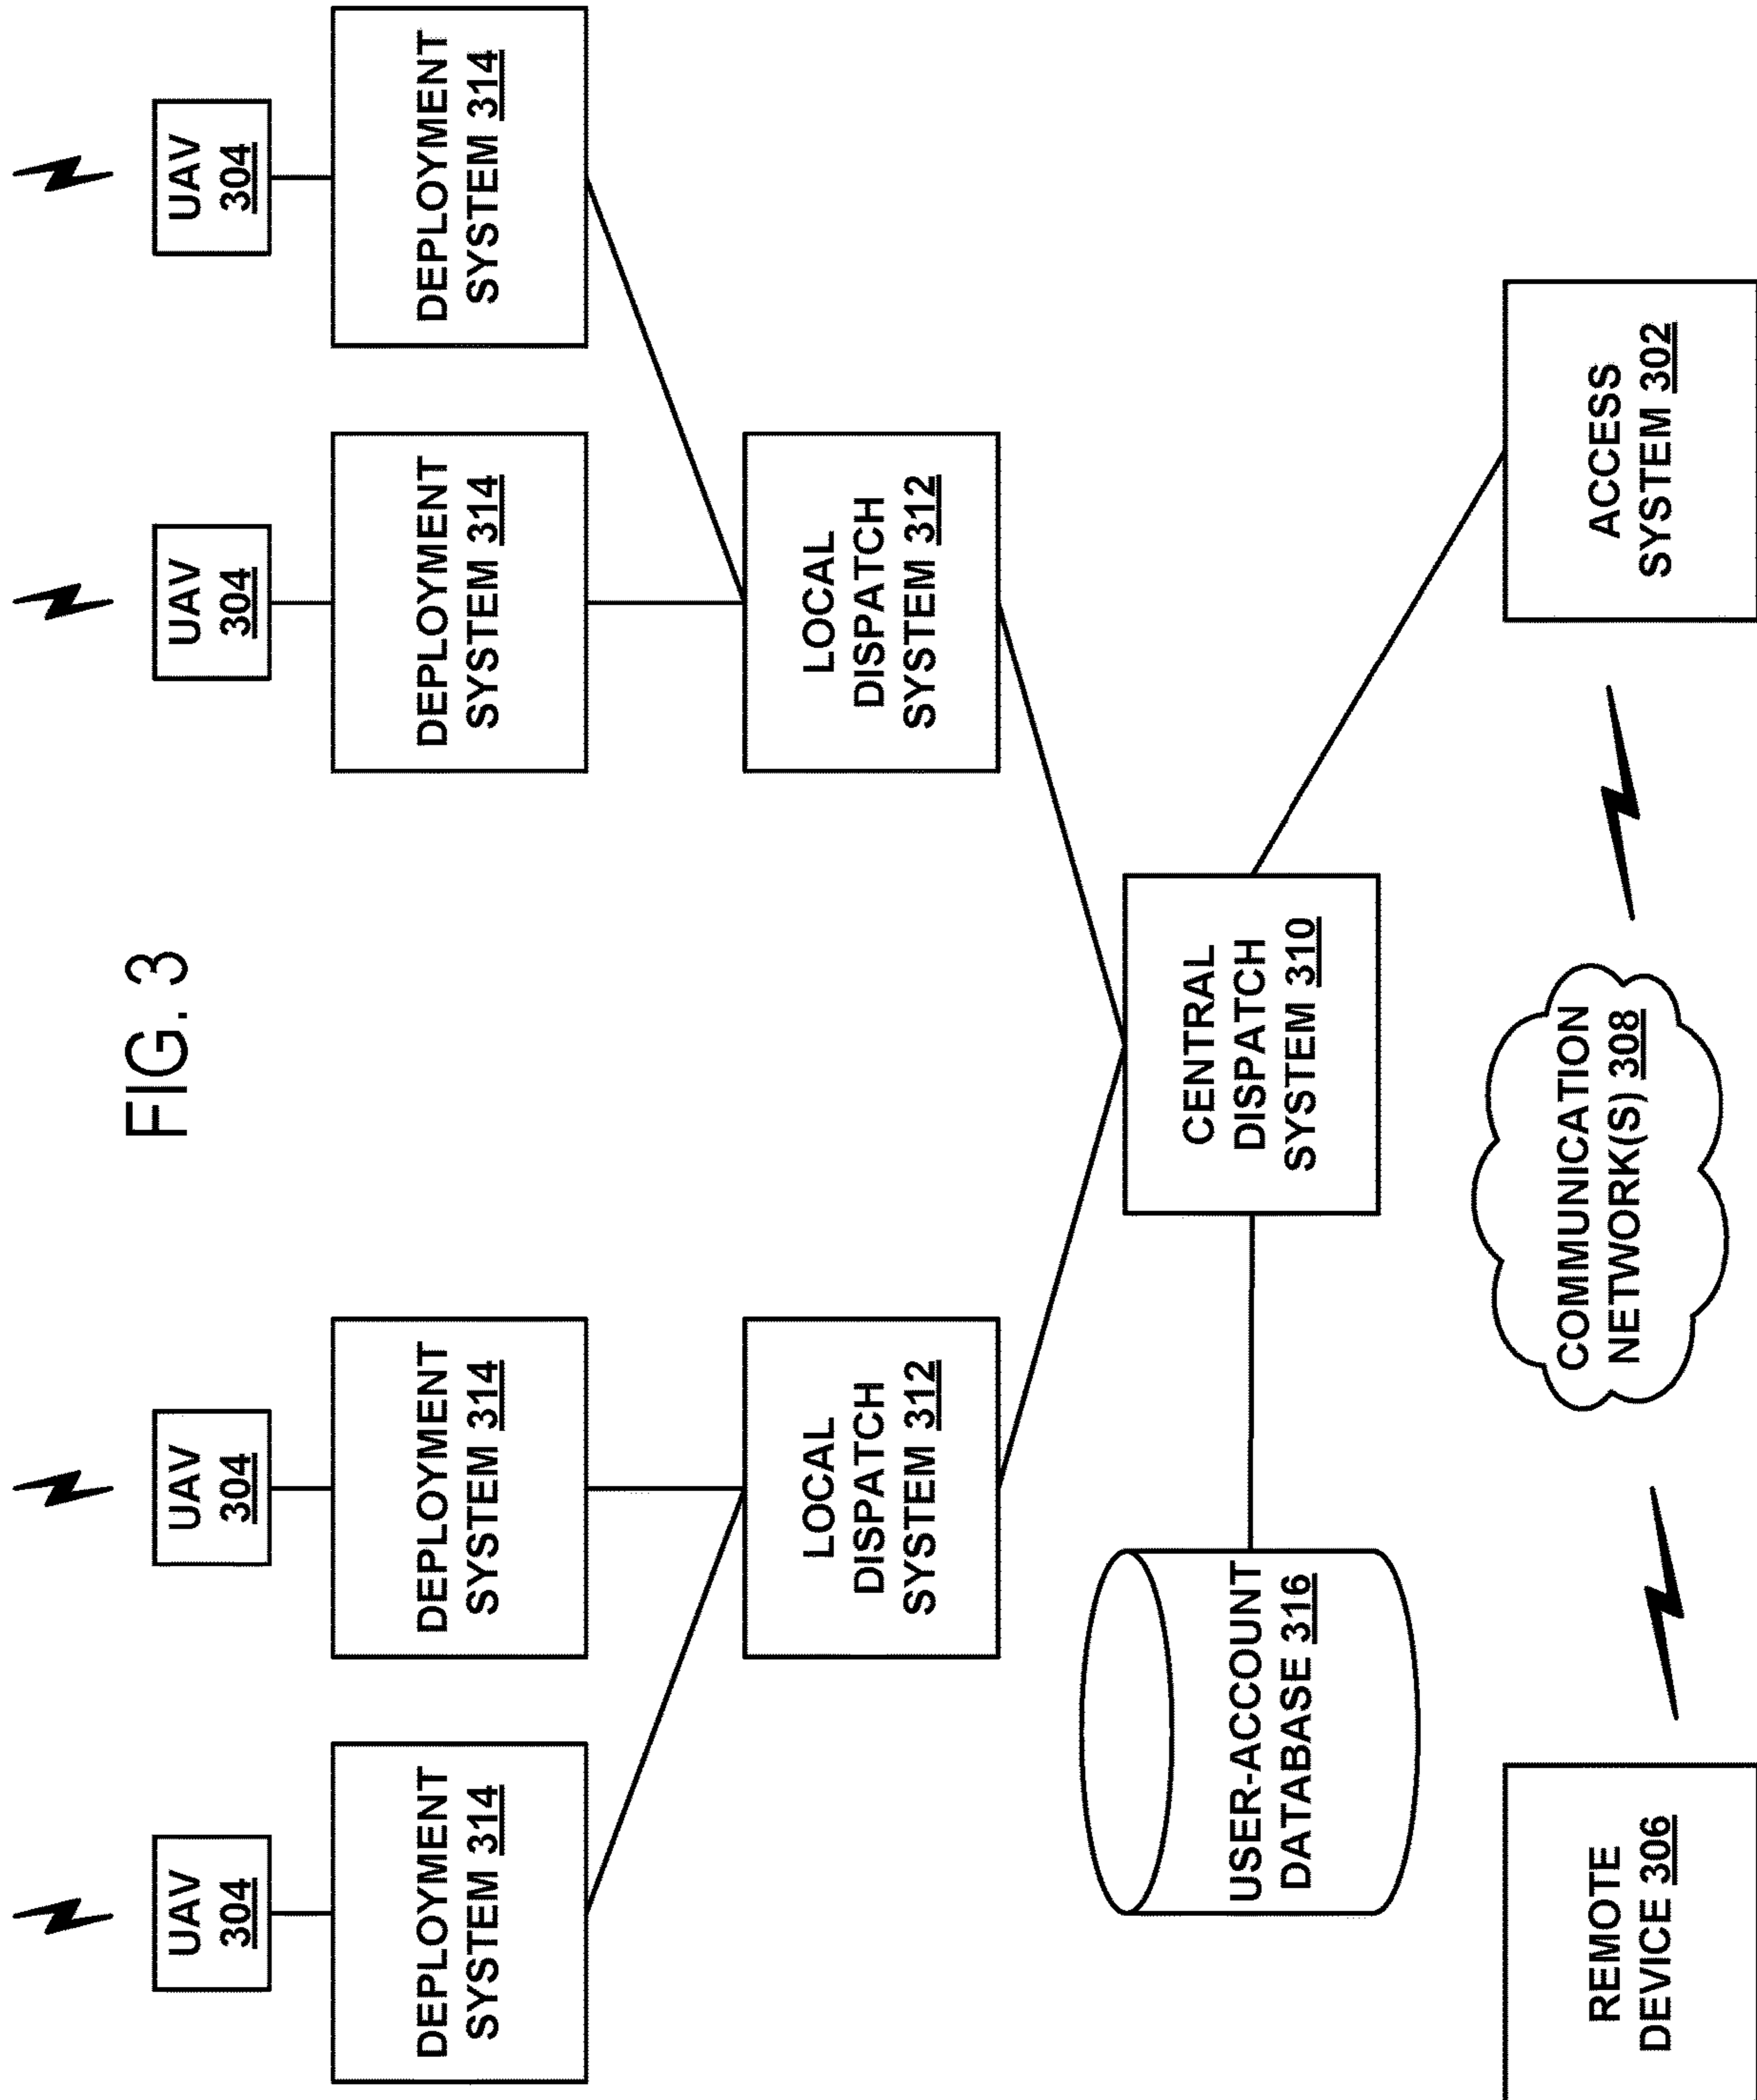 FIG. 3
UAV
304
UAV
304
UAV
304
UAV
304
DEPLOYMENT
SYSTEM 314
DEPLOYMENT
SYSTEM 314
DEPLOYMENT
SYSTEM 314
DEPLOYMENT
SYSTEM 314
LOCAL
DISPATCH
SYSTEM 312
LOCAL
DISPATCH
SYSTEM 312
USER-ACCOUNT
DATABASE 316
CENTRAL
DISPATCH
SYSTEM 310
REMOTE
DEVICE 306
COMMUNICATION
NETWORK(S) 308
ACCESS
SYSTEM 302